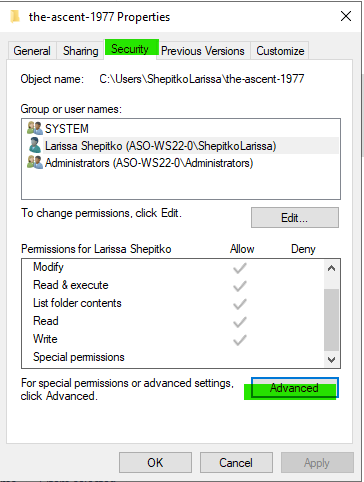 the-ascent-1977 Properties
General Sharing Security Previous Versions Customize
Object name: C:\Users\ShepitkoLarissa\the-ascent-1977
Group or user names:
SYSTEM
Larissa Shepitko (ASO-WS22-0\ShepitkoLarissa)
Administrators (ASO-WS22-0\Administrators)
To change permissions, click Edit.
Edit...
Permissions for Larissa Shepitko Allow Deny
Modify
Read & execute
List folder contents
Read
Write
Special permissions
For special permissions or advanced settings,
click Advanced.
Advanced
OK Cancel Apply